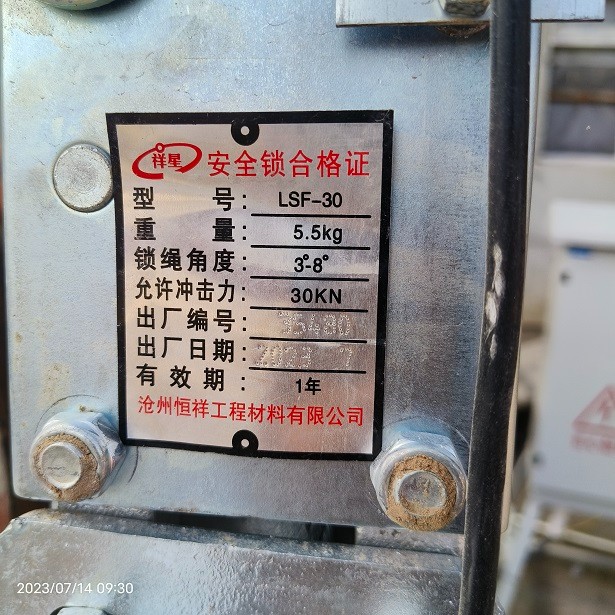 祥星 安全锁合格证
型 号: LSF-30
重 量: 5.5kg
锁绳角度: 3°-8°
允许冲击力: 30KN
出厂编号: 35480
出厂日期: 2023 7
有 效 期: 1年
沧州恒祥工程材料有限公司
2023/07/14 09:30